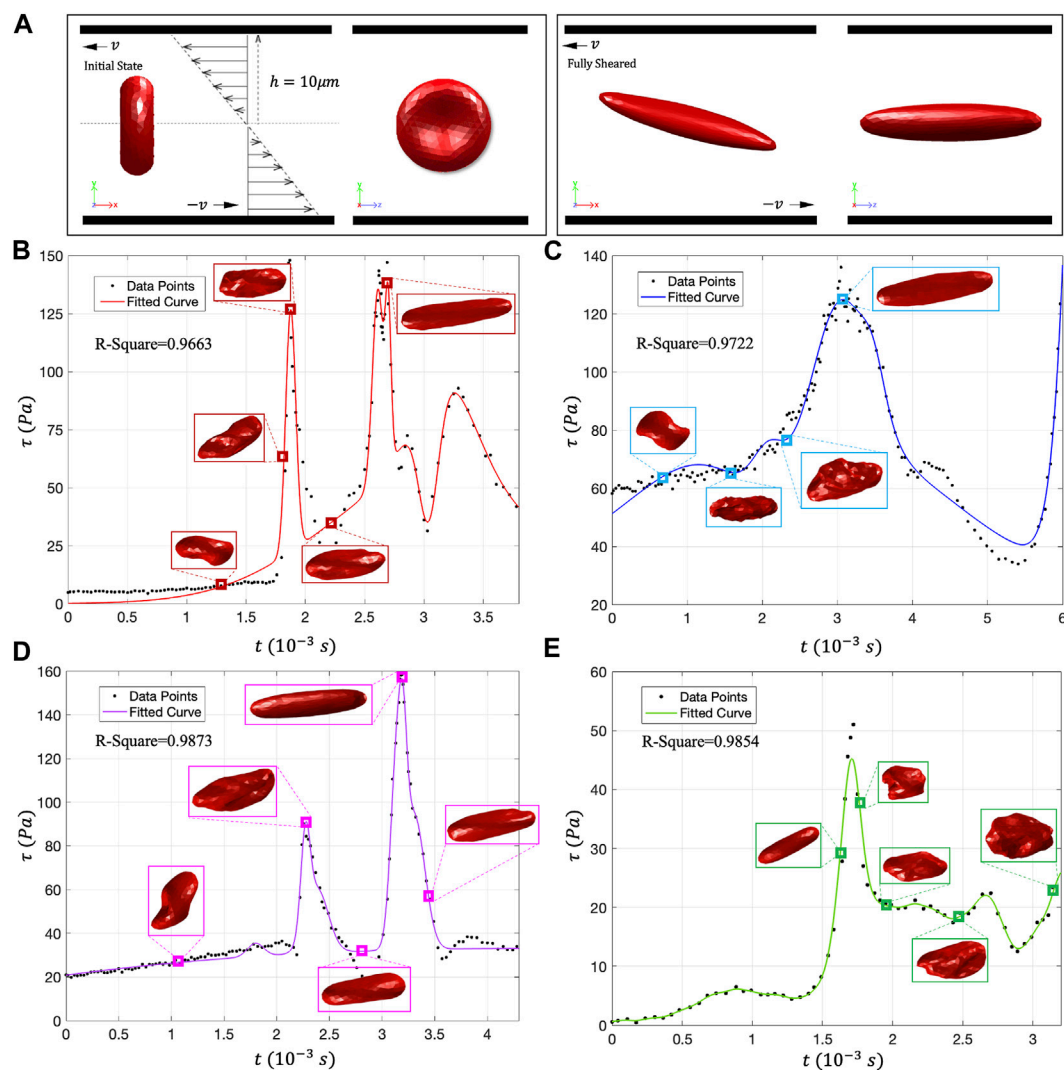 A
v
Initial State
h = 10μm
−v
y
z
x
y
x
z
v
Fully Sheared
−v
y
z
x
y
x
z
B
150
125
100
75
50
25
0
τ (Pa)
Data Points
Fitted Curve
R-Square=0.9663
0
0.5
1
1.5
2
2.5
3
3.5
t (10⁻³ s)
C
140
120
100
80
60
40
20
τ (Pa)
Data Points
Fitted Curve
R-Square=0.9722
0
1
2
3
4
5
6
t (10⁻³ s)
D
160
140
120
100
80
60
40
20
0
τ (Pa)
Data Points
Fitted Curve
R-Square=0.9873
0
0.5
1
1.5
2
2.5
3
3.5
4
t (10⁻³ s)
E
60
50
40
30
20
10
0
τ (Pa)
Data Points
Fitted Curve
R-Square=0.9854
0
0.5
1
1.5
2
2.5
3
t (10⁻³ s)